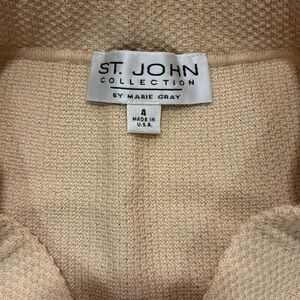 ST. JOHN
COLLECTION
BY MARIE GRAY
4
MADE IN
U.S.A.